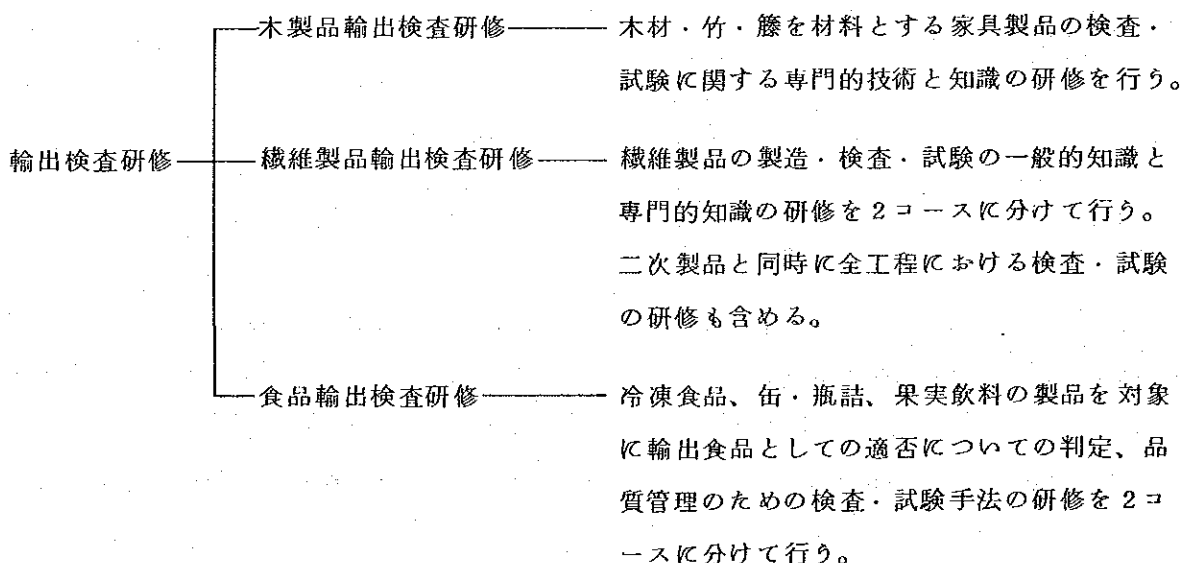 木製品輸出検査研修 木材・竹・籐を材料とする家具製品の検査・
試験に関する専門的技術と知識の研修を行う。
輸出検査研修 繊維製品輸出検査研修 繊維製品の製造・検査・試験の一般的知識と
専門的知識の研修を2コースに分けて行う。
二次製品と同時に全工程における検査・試験
の研修も含める。
食品輸出検査研修 冷凍食品、缶・瓶詰、果実飲料の製品を対象
に輸出食品としての適否についての判定、品
質管理のための検査・試験手法の研修を2コ
ースに分けて行う。